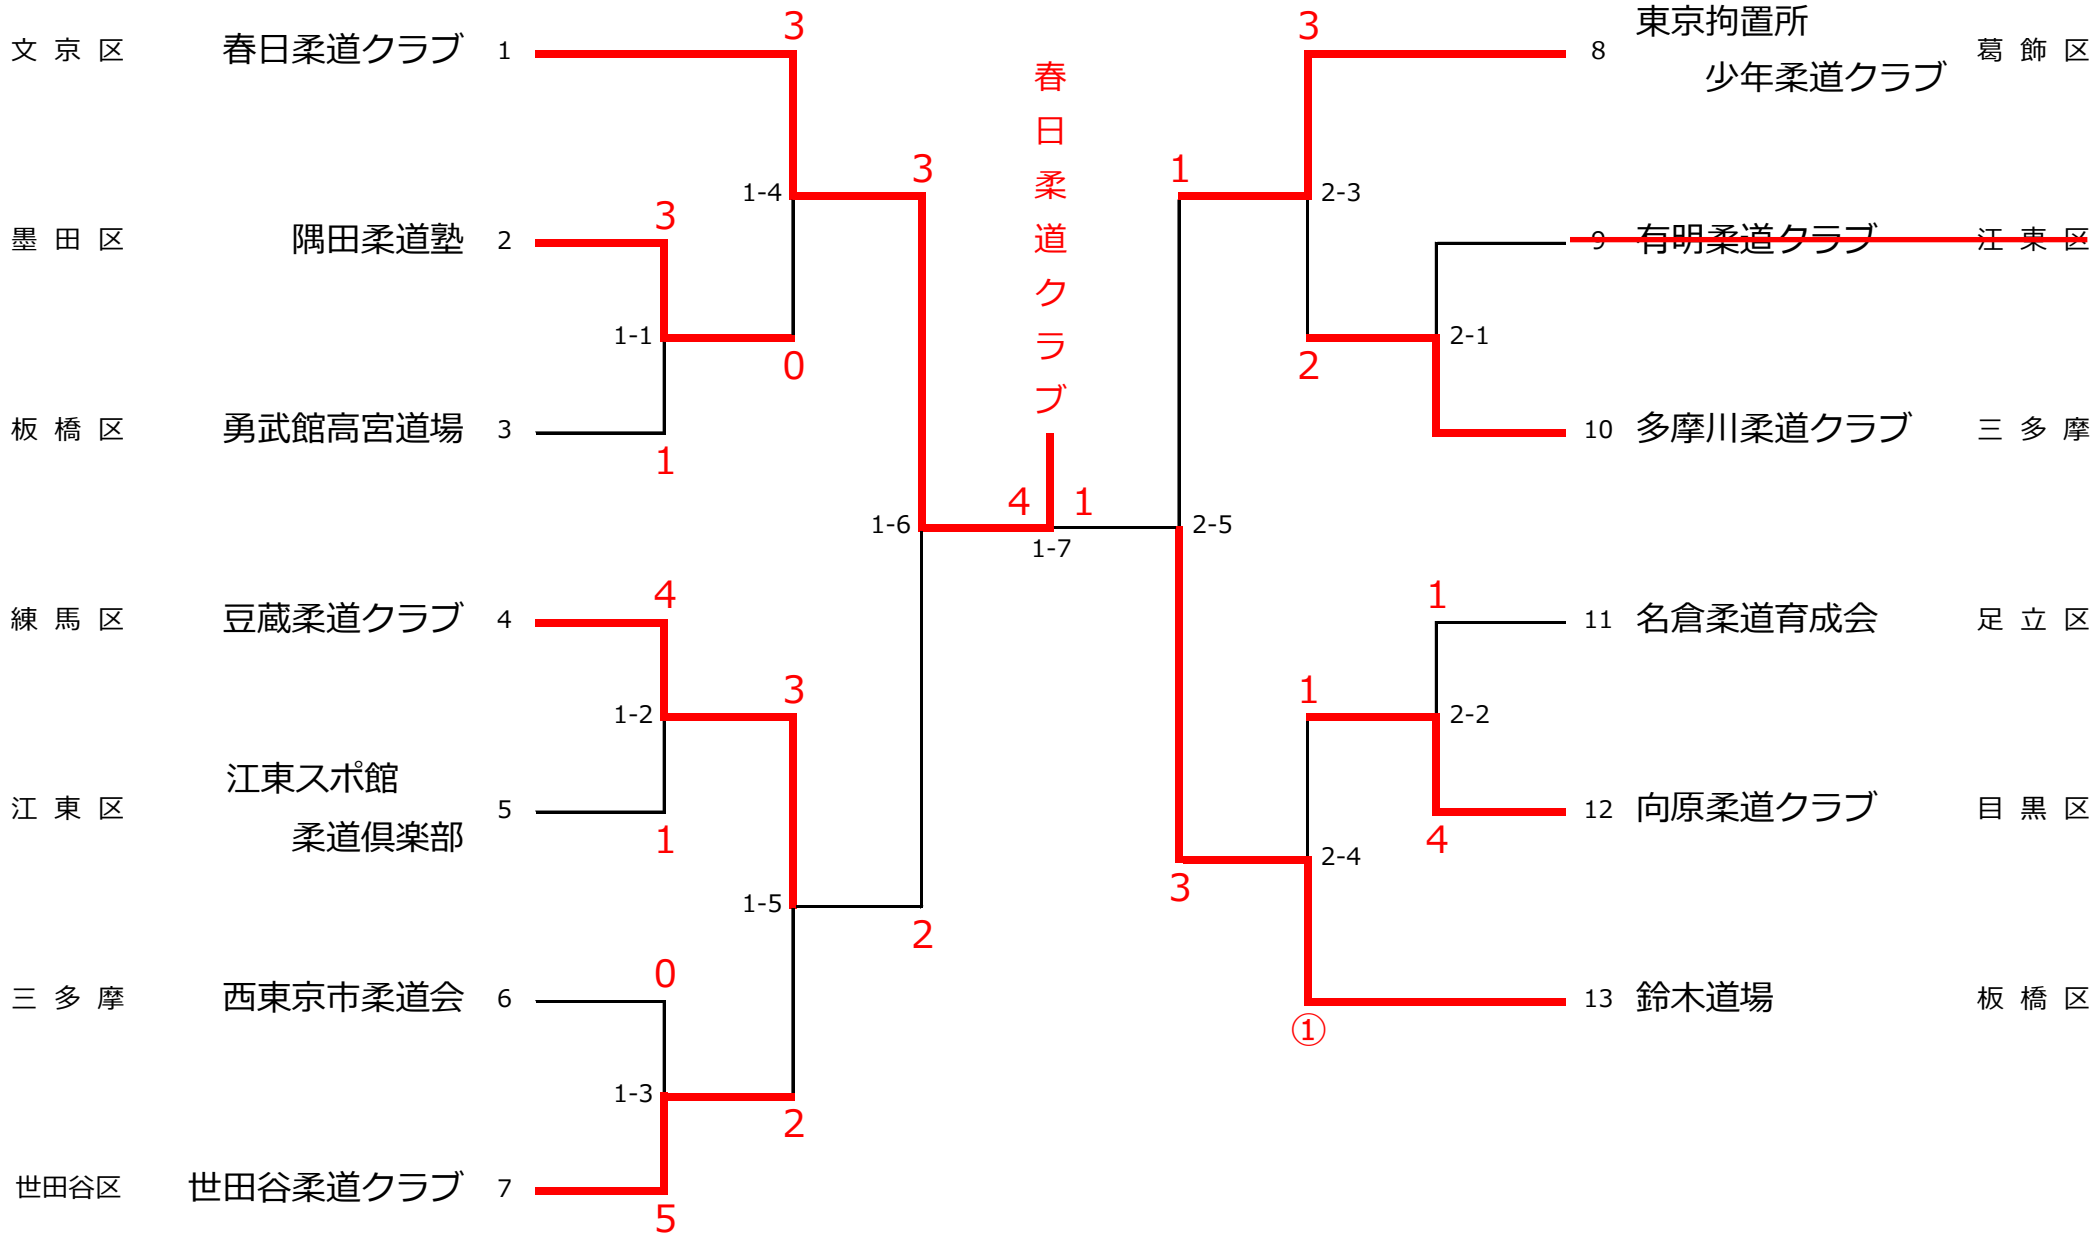 文京区 春日柔道クラブ 1
3
墨田区 隅田柔道塾 2
3
1-4
3
1-1
0
板橋区 勇武館高宮道場 3
1
練馬区 豆蔵柔道クラブ 4
4
1-2
3
江東区 江東スポ館
柔道倶楽部 5
1
1-5
2
三多摩 西東京市柔道会 6
0
1-3
2
世田谷区 世田谷柔道クラブ 7
5
1-6
春日柔道クラブ
4 1
1-7
3
8 東京拘置所
少年柔道クラブ 葛飾区
1
2-3
9 有明柔道クラブ 江東区
2-1
2
10 多摩川柔道クラブ 三多摩
2-5
1
11 名倉柔道育成会 足立区
1
2-2
12 向原柔道クラブ 目黒区
4
2-4
3
13 鈴木道場 板橋区
①